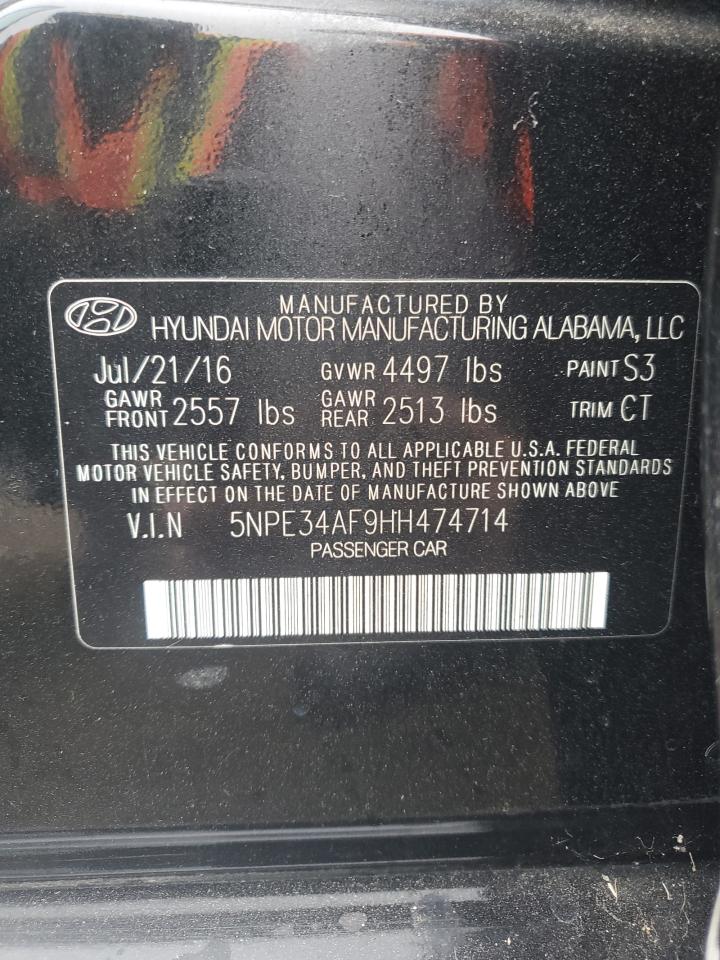 MANUFACTURED BY
HYUNDAI MOTOR MANUFACTURING ALABAMA, LLC
Jul/21/16 GVWR 4497 lbs PAINT S3
GAWR FRONT 2557 lbs GAWR REAR 2513 lbs TRIM CT
THIS VEHICLE CONFORMS TO ALL APPLICABLE U.S.A. FEDERAL
MOTOR VEHICLE SAFETY, BUMPER, AND THEFT PREVENTION STANDARDS
IN EFFECT ON THE DATE OF MANUFACTURE SHOWN ABOVE.
V.I.N 5NPE34AF9HH474714
PASSENGER CAR